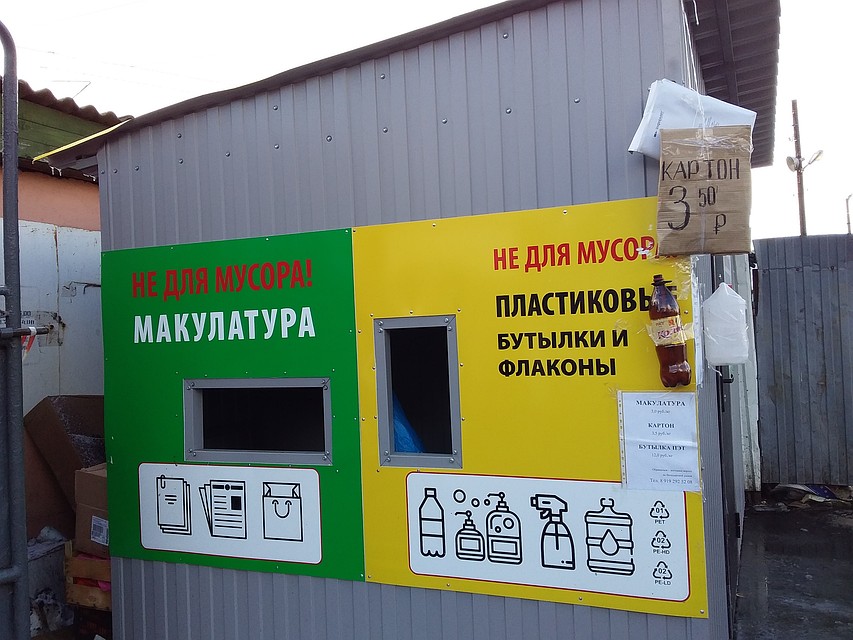 НЕ ДЛЯ МУСОРА!
МАКУЛАТУРА
НЕ ДЛЯ МУСОР
ПЛАСТИКОВЫ
БУТЫЛКИ И
ФЛАКОНЫ
КАРТОН
3 50
₽
МАКУЛАТУРА
КАРТОН
БУТЫЛКА ПЭТ
01
PET
02
PE-HD
02
PE-LD